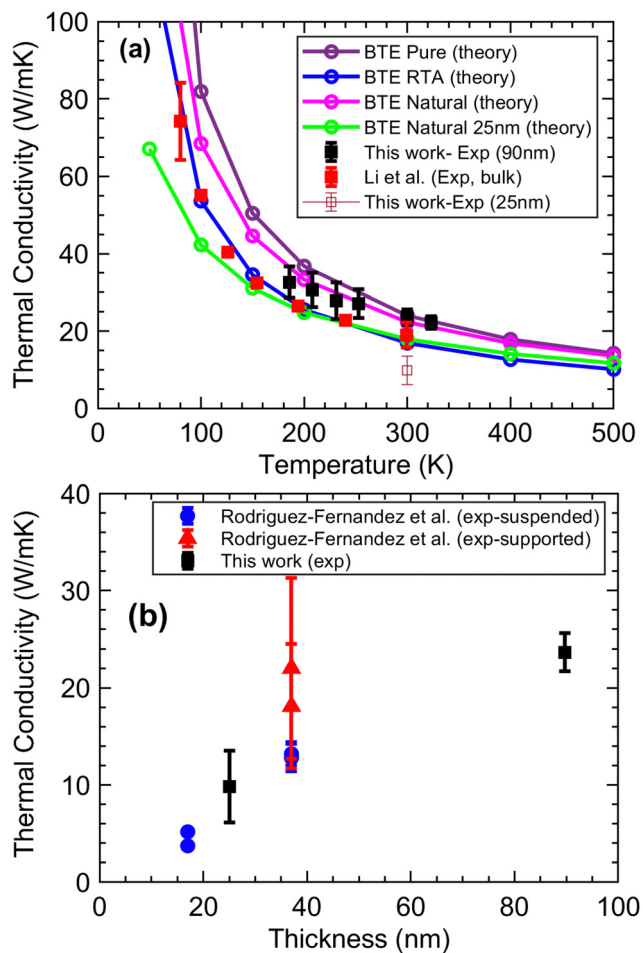 (a)
BTE Pure (theory)
BTE RTA (theory)
BTE Natural (theory)
BTE Natural 25nm (theory)
This work- Exp (90nm)
Li et al. (Exp, bulk)
This work-Exp (25nm)
Thermal Conductivity (W/mK)
100
80
60
40
20
0
0 100 200 300 400 500
Temperature (K)
Rodriguez-Fernandez et al. (exp-suspended)
Rodriguez-Fernandez et al. (exp-supported)
This work (exp)
(b)
Thermal Conductivity (W/mK)
40
30
20
10
0
0 20 40 60 80 100
Thickness (nm)